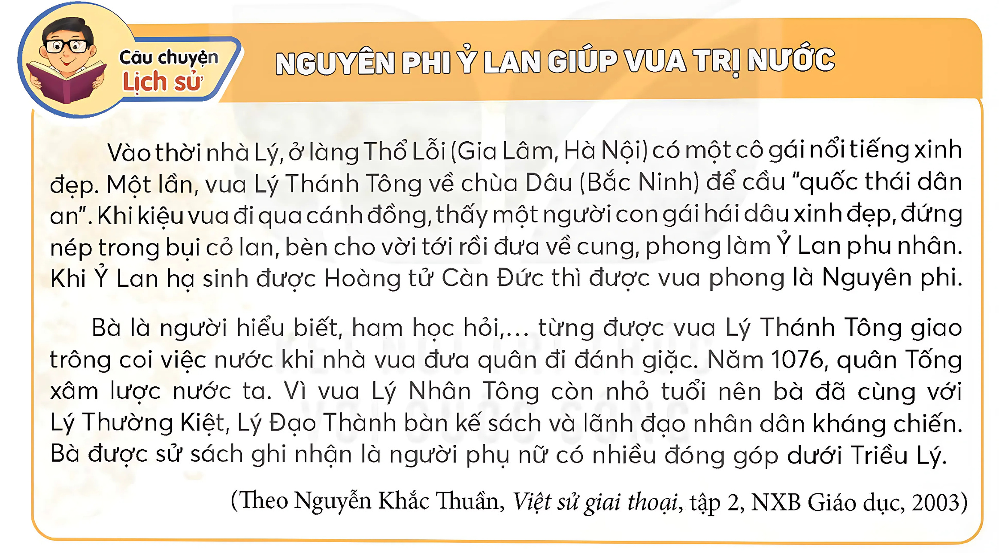 Câu chuyện
Lịch sử
NGUYÊN PHI Ỷ LAN GIÚP VUA TRỊ NƯỚC
Vào thời nhà Lý, ở làng Thổ Lỗi (Gia Lâm, Hà Nội) có một cô gái nổi tiếng xinh
đẹp. Một lần, vua Lý Thánh Tông về chùa Dâu (Bắc Ninh) để cầu "quốc thái dân
an". Khi kiệu vua đi qua cánh đồng, thấy một người con gái hái dâu xinh đẹp, đứng
nép trong bụi cỏ lan, bèn cho vời tới rồi đưa về cung, phong làm Ỷ Lan phu nhân.
Khi Ỷ Lan hạ sinh được Hoàng tử Càn Đức thì được vua phong là Nguyên phi.
Bà là người hiểu biết, ham học hỏi,... từng được vua Lý Thánh Tông giao
trông coi việc nước khi nhà vua đưa quân đi đánh giặc. Năm 1076, quân Tống
xâm lược nước ta. Vì vua Lý Nhân Tông còn nhỏ tuổi nên bà đã cùng với
Lý Thường Kiệt, Lý Đạo Thành bàn kế sách và lãnh đạo nhân dân kháng chiến.
Bà được sử sách ghi nhận là người phụ nữ có nhiều đóng góp dưới Triều Lý.
(Theo Nguyễn Khắc Thuần, Việt sử giai thoại, tập 2, NXB Giáo dục, 2003)
KẾT NỐI TRI THỨC
VỚI CUỘC SỐNG